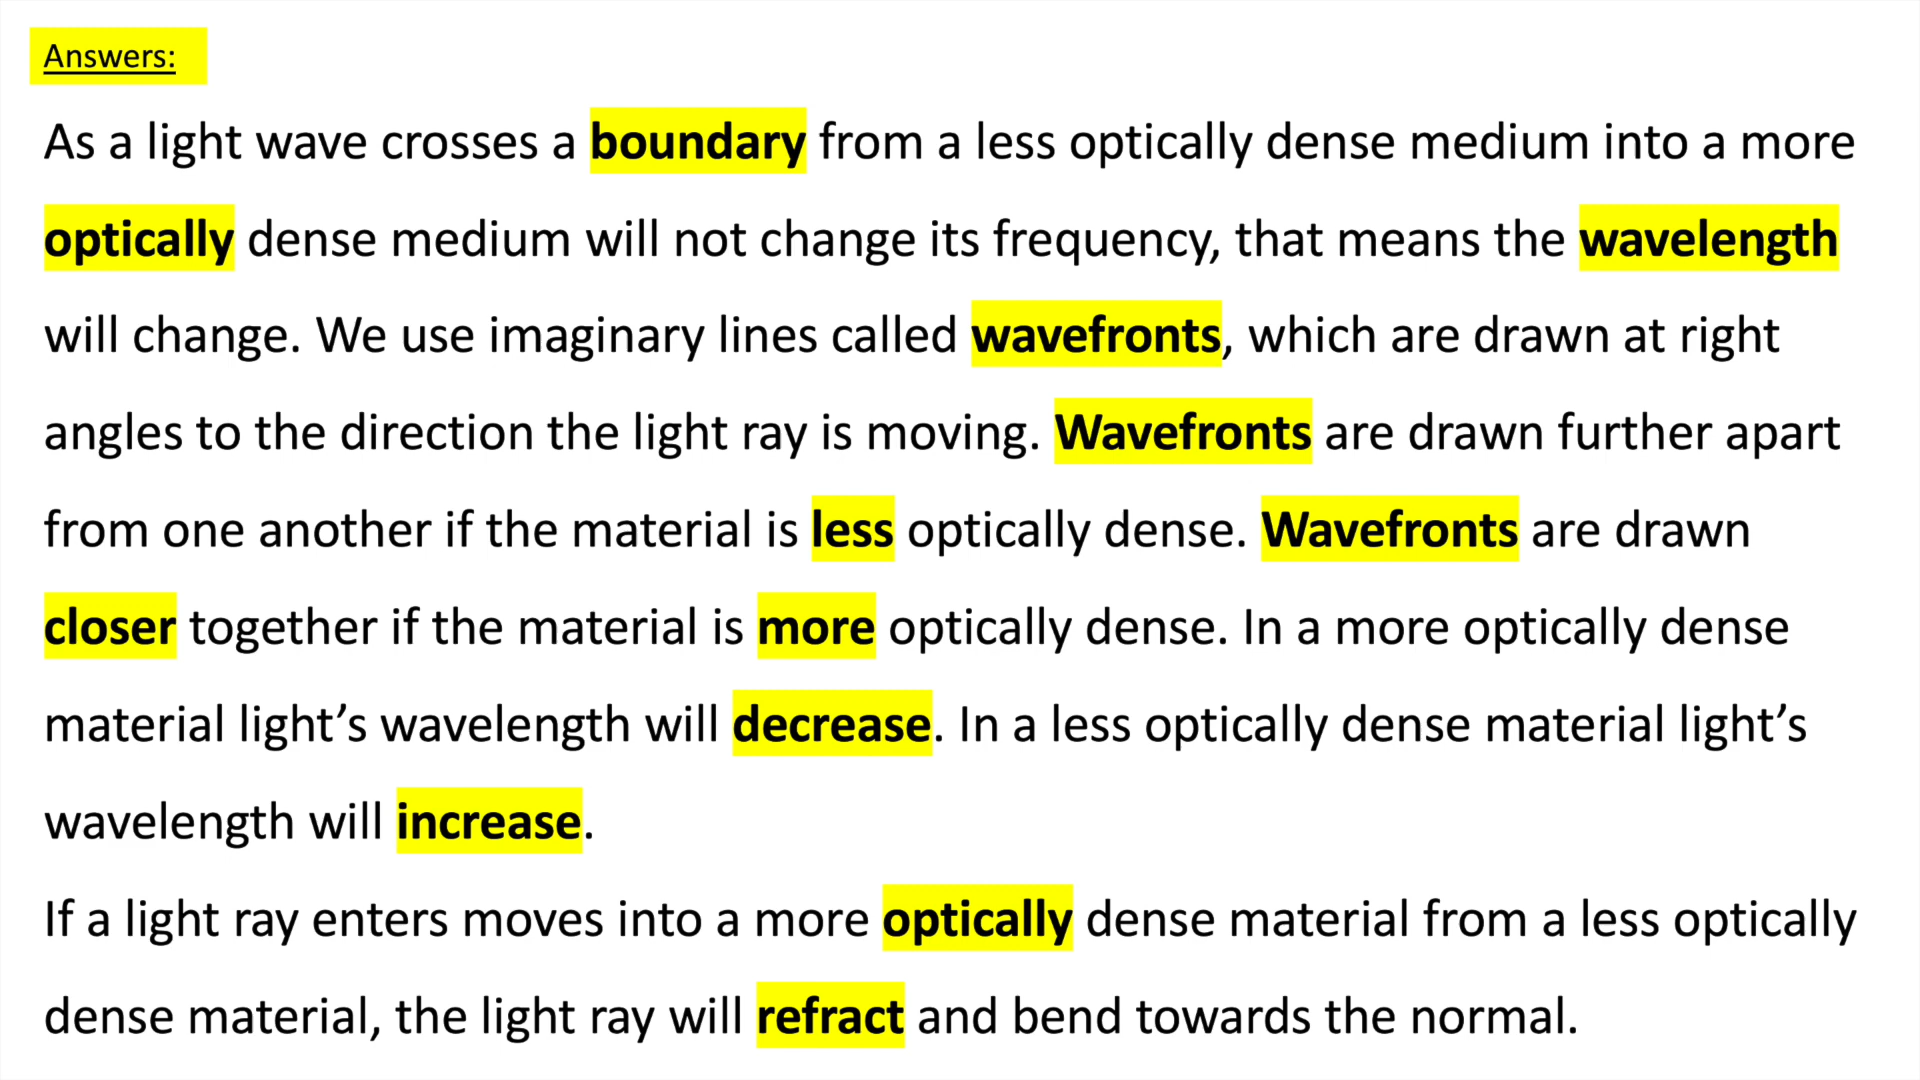 Answers:
As a light wave crosses a boundary from a less optically dense medium into a more
optically dense medium will not change its frequency, that means the wavelength
will change. We use imaginary lines called wavefronts, which are drawn at right
angles to the direction the light ray is moving. Wavefronts are drawn further apart
from one another if the material is less optically dense. Wavefronts are drawn
closer together if the material is more optically dense. In a more optically dense
material light’s wavelength will decrease. In a less optically dense material light’s
wavelength will increase.
If a light ray enters moves into a more optically dense material from a less optically
dense material, the light ray will refract and bend towards the normal.